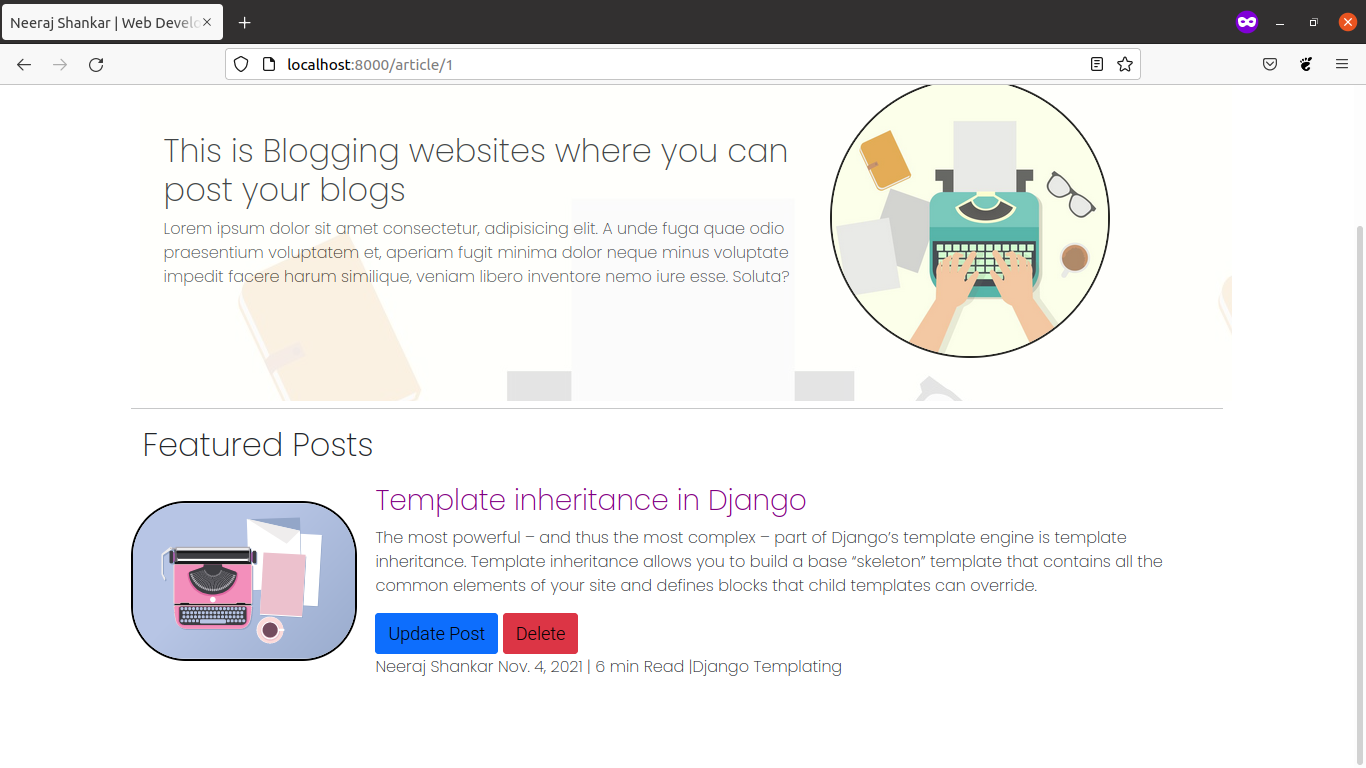 Neeraj Shankar | Web Develo
localhost:8000/article/1
This is Blogging websites where you can
post your blogs
Lorem ipsum dolor sit amet consectetur, adipisicing elit. A unde fuga quae odio
praesentium voluptatem et, aperiam fugit minima dolor neque minus voluptate
impedit facere harum similique, veniam libero inventore nemo iure esse. Soluta?
Featured Posts
Template inheritance in Django
The most powerful – and thus the most complex – part of Django’s template engine is template
inheritance. Template inheritance allows you to build a base “skeleton” template that contains all the
common elements of your site and defines blocks that child templates can override.
Update Post Delete
Neeraj Shankar Nov. 4, 2021 | 6 min Read |Django Templating